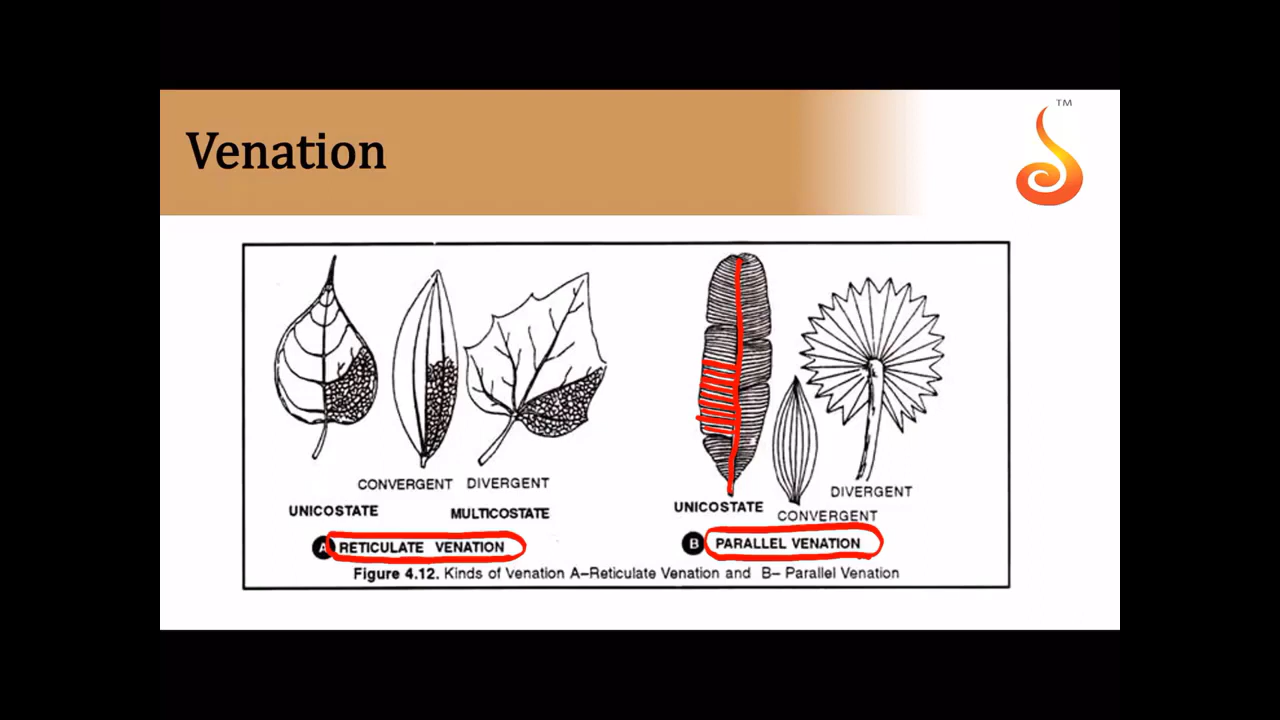 TM
Venation
CONVERGENT DIVERGENT
UNICOSTATE MULTICOSTATE
A RETICULATE VENATION
DIVERGENT
UNICOSTATE
CONVERGENT
B PARALLEL VENATION
Figure 4.12. Kinds of Venation A–Reticulate Venation and B– Parallel Venation